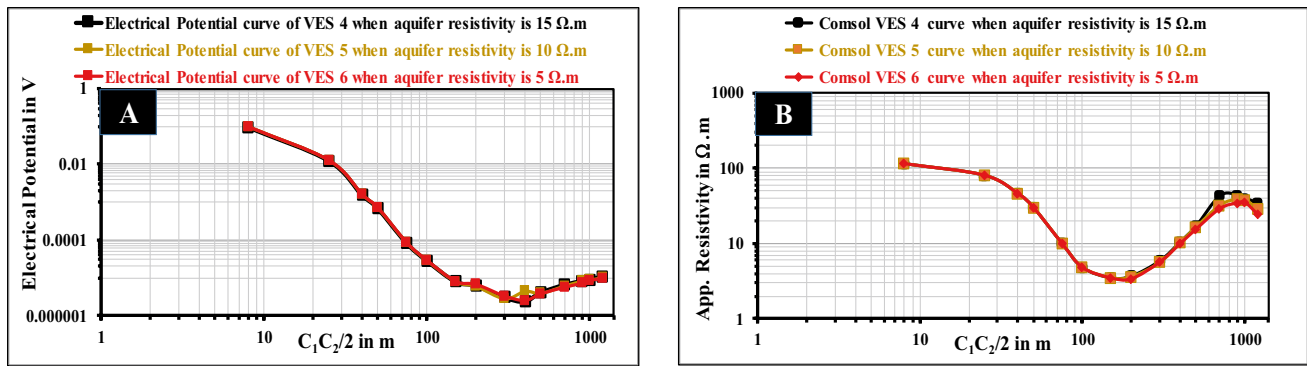 Electrical Potential curve of VES 4 when aquifer resistivity is 15 Ω.m
Electrical Potential curve of VES 5 when aquifer resistivity is 10 Ω.m
Electrical Potential curve of VES 6 when aquifer resistivity is 5 Ω.m
Electrical Potential in V
1
0.01
0.0001
0.000001
A
1
10
100
1000
C₁C₂/2 in m
Comsol VES 4 curve when aquifer resistivity is 15 Ω.m
Comsol VES 5 curve when aquifer resistivity is 10 Ω.m
Comsol VES 6 curve when aquifer resistivity is 5 Ω.m
App. Resistivity in Ω.m
1000
100
10
1
B
1
10
100
1000
C₁C₂/2 in m